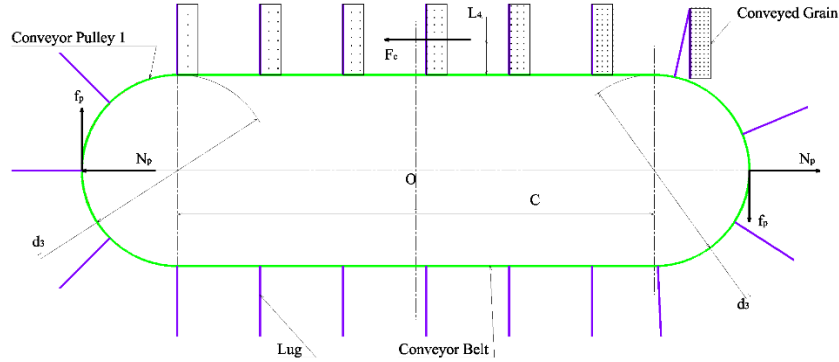 L₄
Conveyed Grain
Conveyor Pulley 1
Fc
fp
Np
Np
O
C
fp
d₃
d₃
Lug
Conveyor Belt